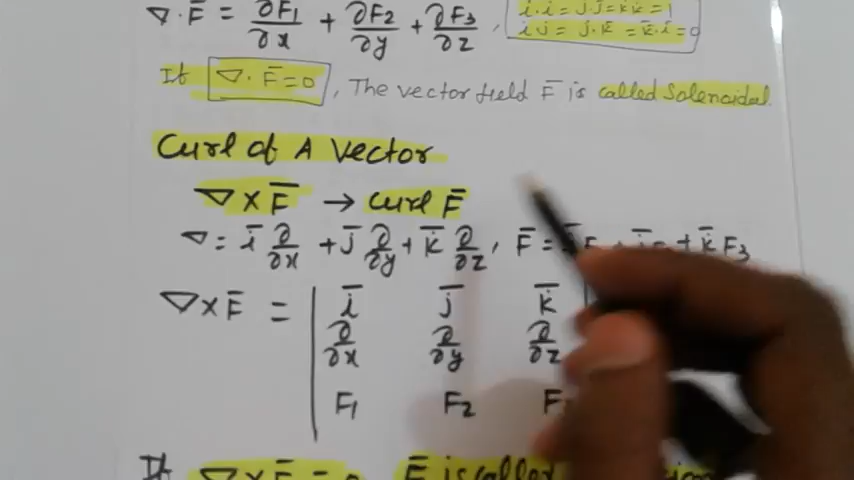 ∇·F̄ = ∂F1/∂x + ∂F2/∂y + ∂F3/∂z,
i·i = j·j = k·k = 1
i·j = j·k = k·i = 0
If ∇·F̄=0, The vector field F̄ is called Solenoidal.
Curl of A Vector
∇×F̄ → curl F̄
∇ = i̅ ∂/∂x + j̅ ∂/∂y + k̅ ∂/∂z, F̄ = + k̅ F3
∇×F̄ = | i̅ j̅ k̅
∂/∂x ∂/∂y ∂/∂z
F1 F2
If ∇×F̄ = 0, F̄ is called